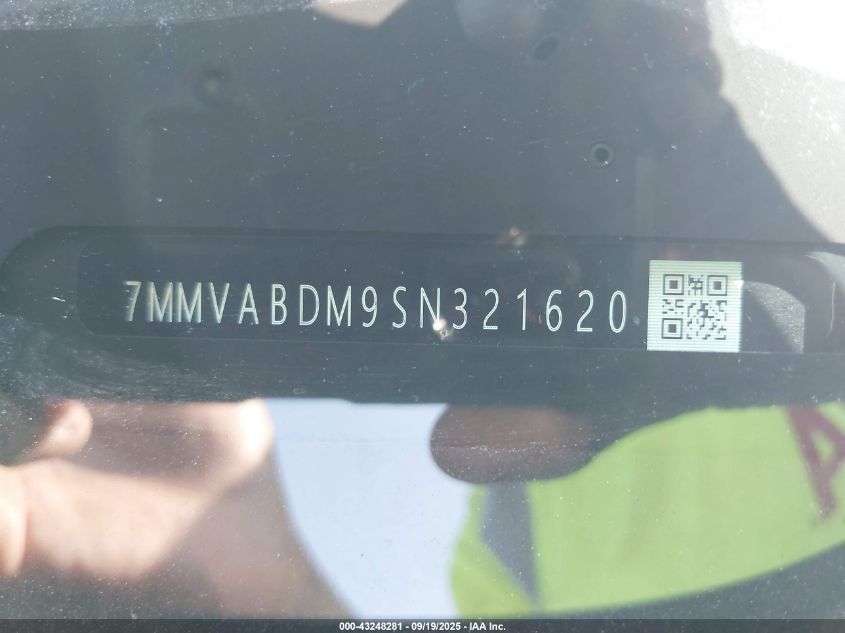 7MMVABDM9SN321620
A
000-43248281 - 09/19/2025 - IAA Inc.